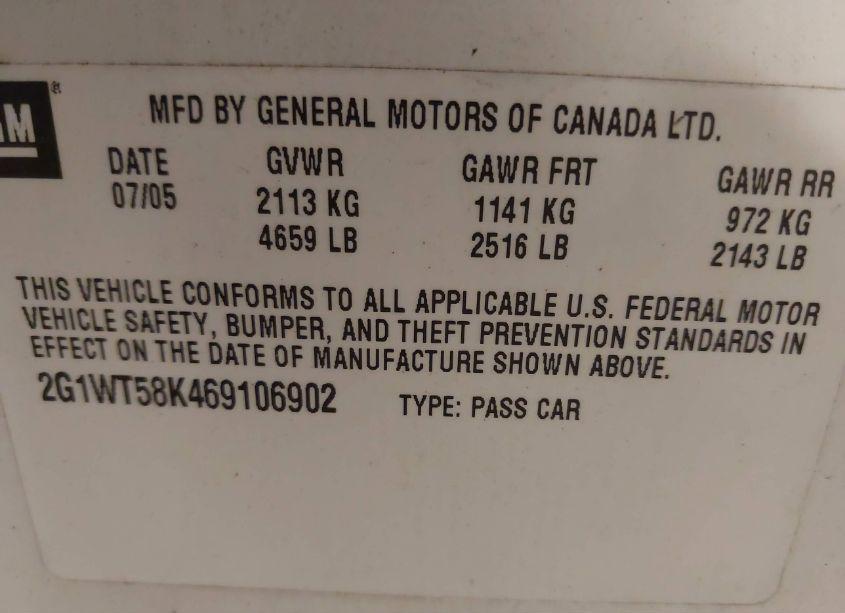 GM®
MFD BY GENERAL MOTORS OF CANADA LTD.
DATE GVWR GAWR FRT GAWR RR
07/05 2113 KG 1141 KG 972 KG
4659 LB 2516 LB 2143 LB
THIS VEHICLE CONFORMS TO ALL APPLICABLE U.S. FEDERAL MOTOR
VEHICLE SAFETY, BUMPER, AND THEFT PREVENTION STANDARDS IN
EFFECT ON THE DATE OF MANUFACTURE SHOWN ABOVE.
2G1WT58K469106902 TYPE: PASS CAR